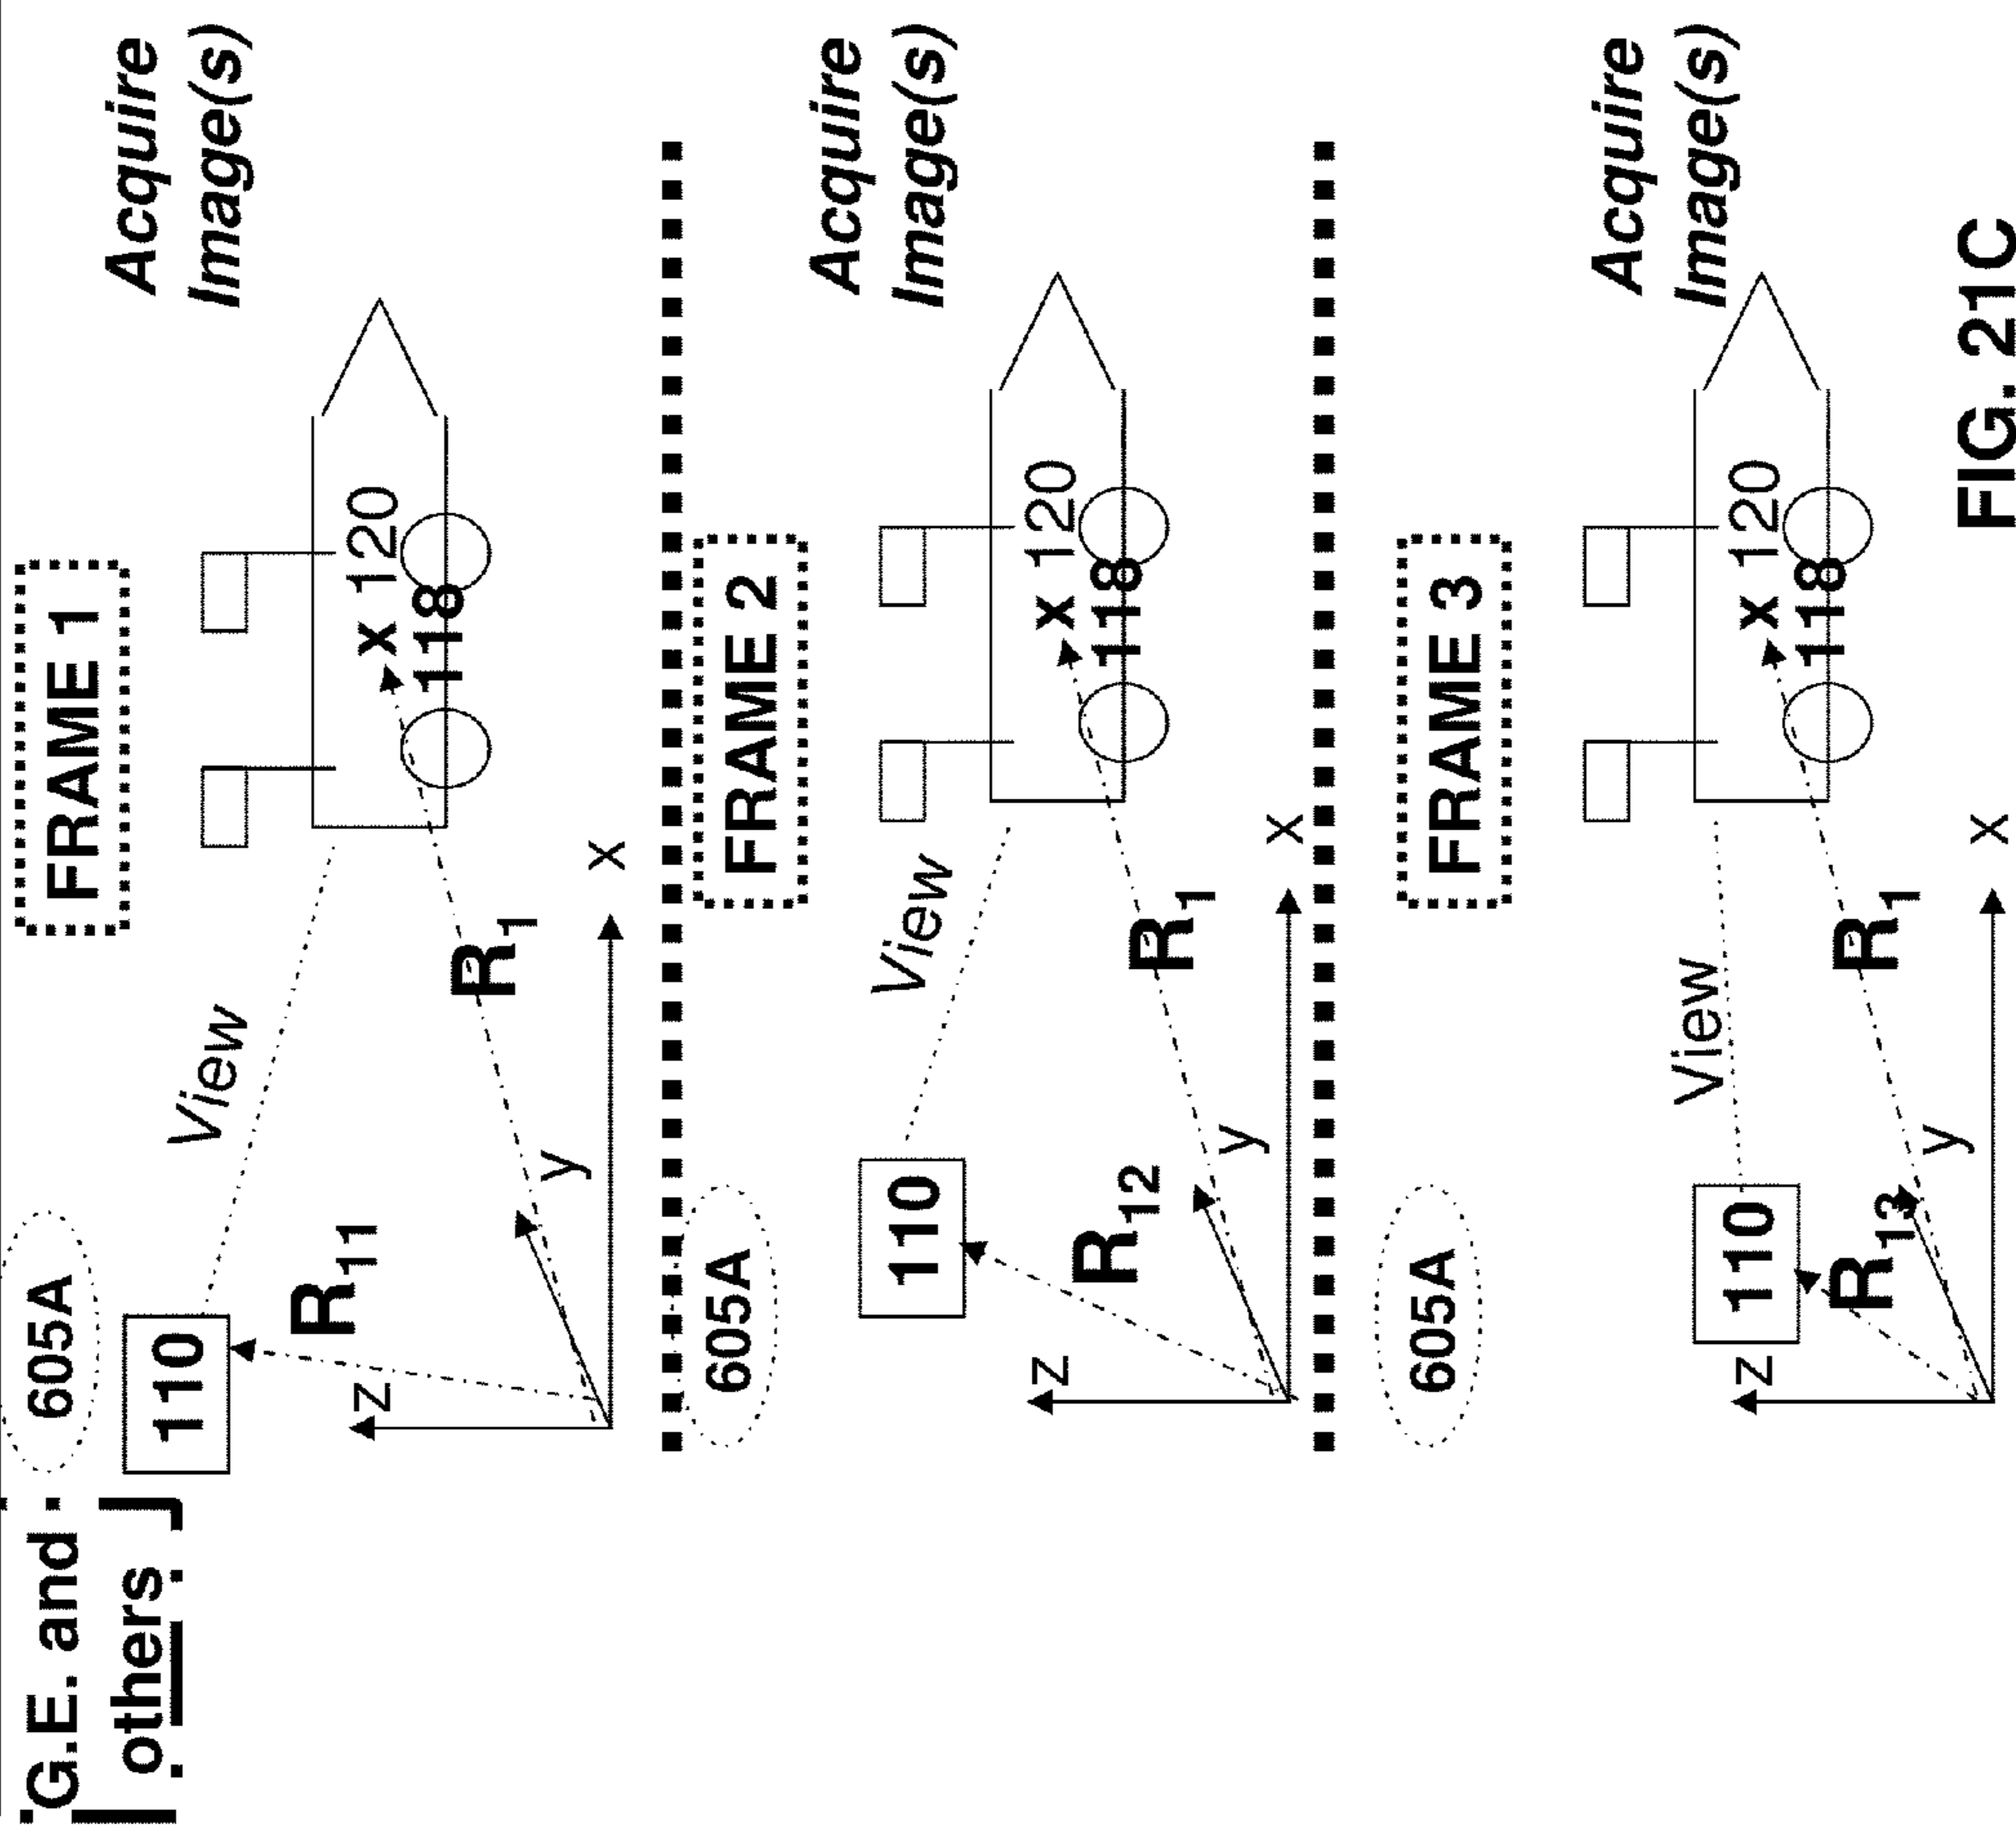 G.E. and
others
605A
FRAME 1
Acquire
Image(s)
110
View
R11
x 120
118
R1
z
y
x
605A
FRAME 2
Acquire
Image(s)
110
View
R12
x 120
118
R1
z
y
x
605A
FRAME 3
Acquire
Image(s)
110
View
R13
x 120
118
R1
z
y
x
FIG. 21C